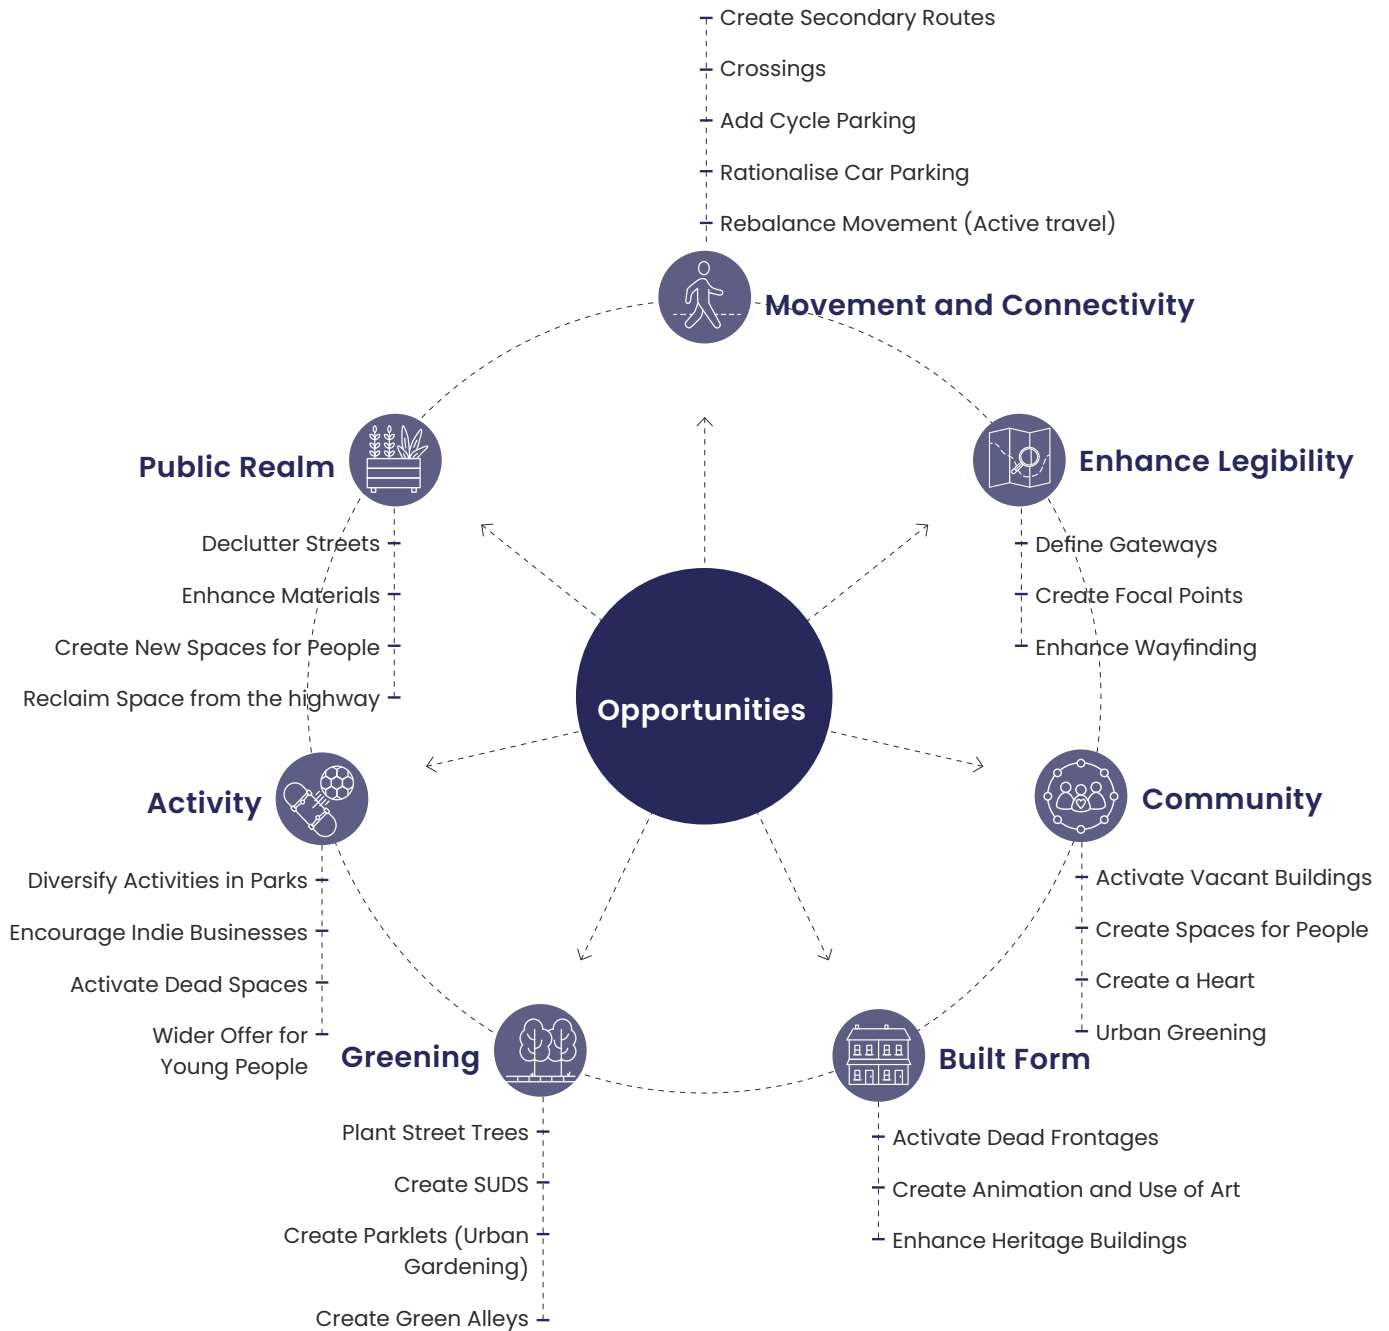 Create Secondary Routes
Crossings
Add Cycle Parking
Rationalise Car Parking
Rebalance Movement (Active travel)
Movement and Connectivity
Public Realm
Declutter Streets
Enhance Materials
Create New Spaces for People
Reclaim Space from the highway
Enhance Legibility
Define Gateways
Create Focal Points
Enhance Wayfinding
Opportunities
Activity
Diversify Activities in Parks
Encourage Indie Businesses
Activate Dead Spaces
Wider Offer for
Young People
Community
Activate Vacant Buildings
Create Spaces for People
Create a Heart
Urban Greening
Greening
Plant Street Trees
Create SUDS
Create Parklets (Urban
Gardening)
Create Green Alleys
Built Form
Activate Dead Frontages
Create Animation and Use of Art
Enhance Heritage Buildings